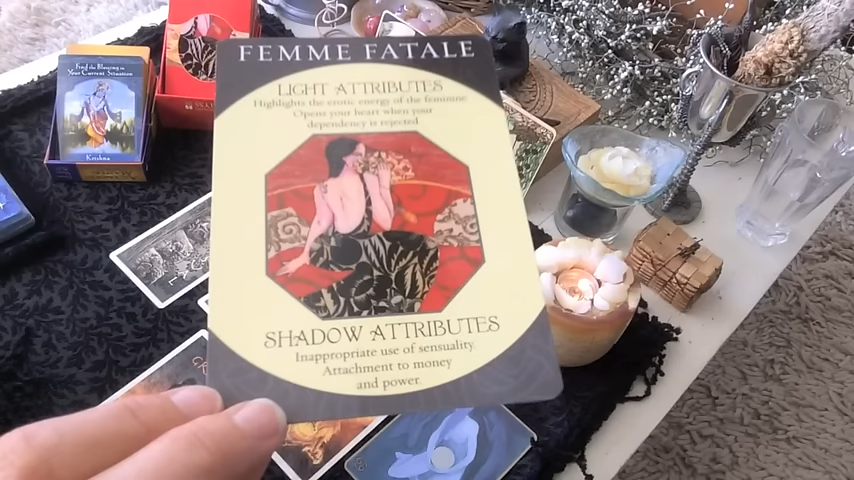 FEMME FATALE
LIGHT ATTRIBUTES
Highlights the erotic energy of the feminine
Opens your heart when your
dependency is rejected
SHADOW ATTRIBUTES
Inappropriate use of sensuality.
Attachment to money
and power.
Find the Blessing in
Your Current Situation
Krishna